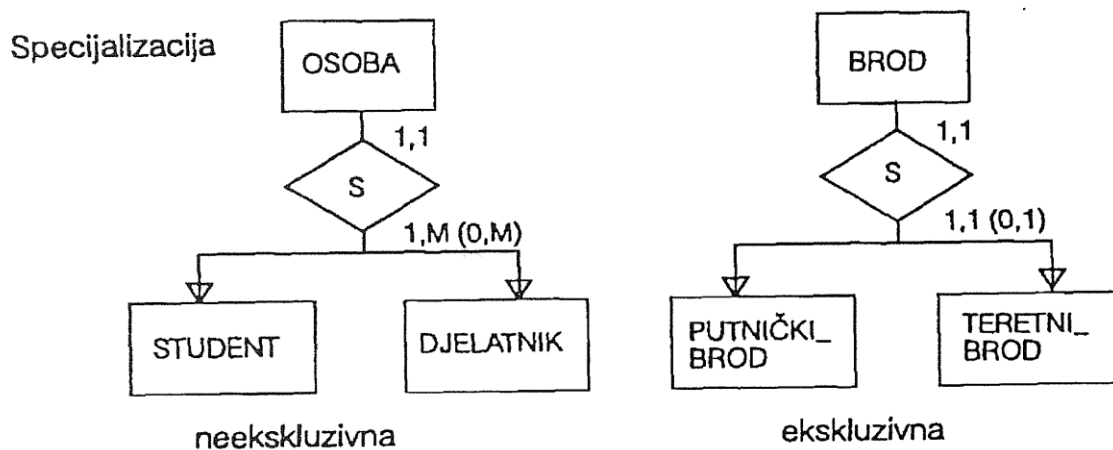 Specijalizacija
OSOBA
1,1
S
1,M (0,M)
STUDENT
DJELATNIK
neekskluzivna
BROD
1,1
S
1,1 (0,1)
PUTNIČKI_
BROD
TERETNI_
BROD
ekskluzivna